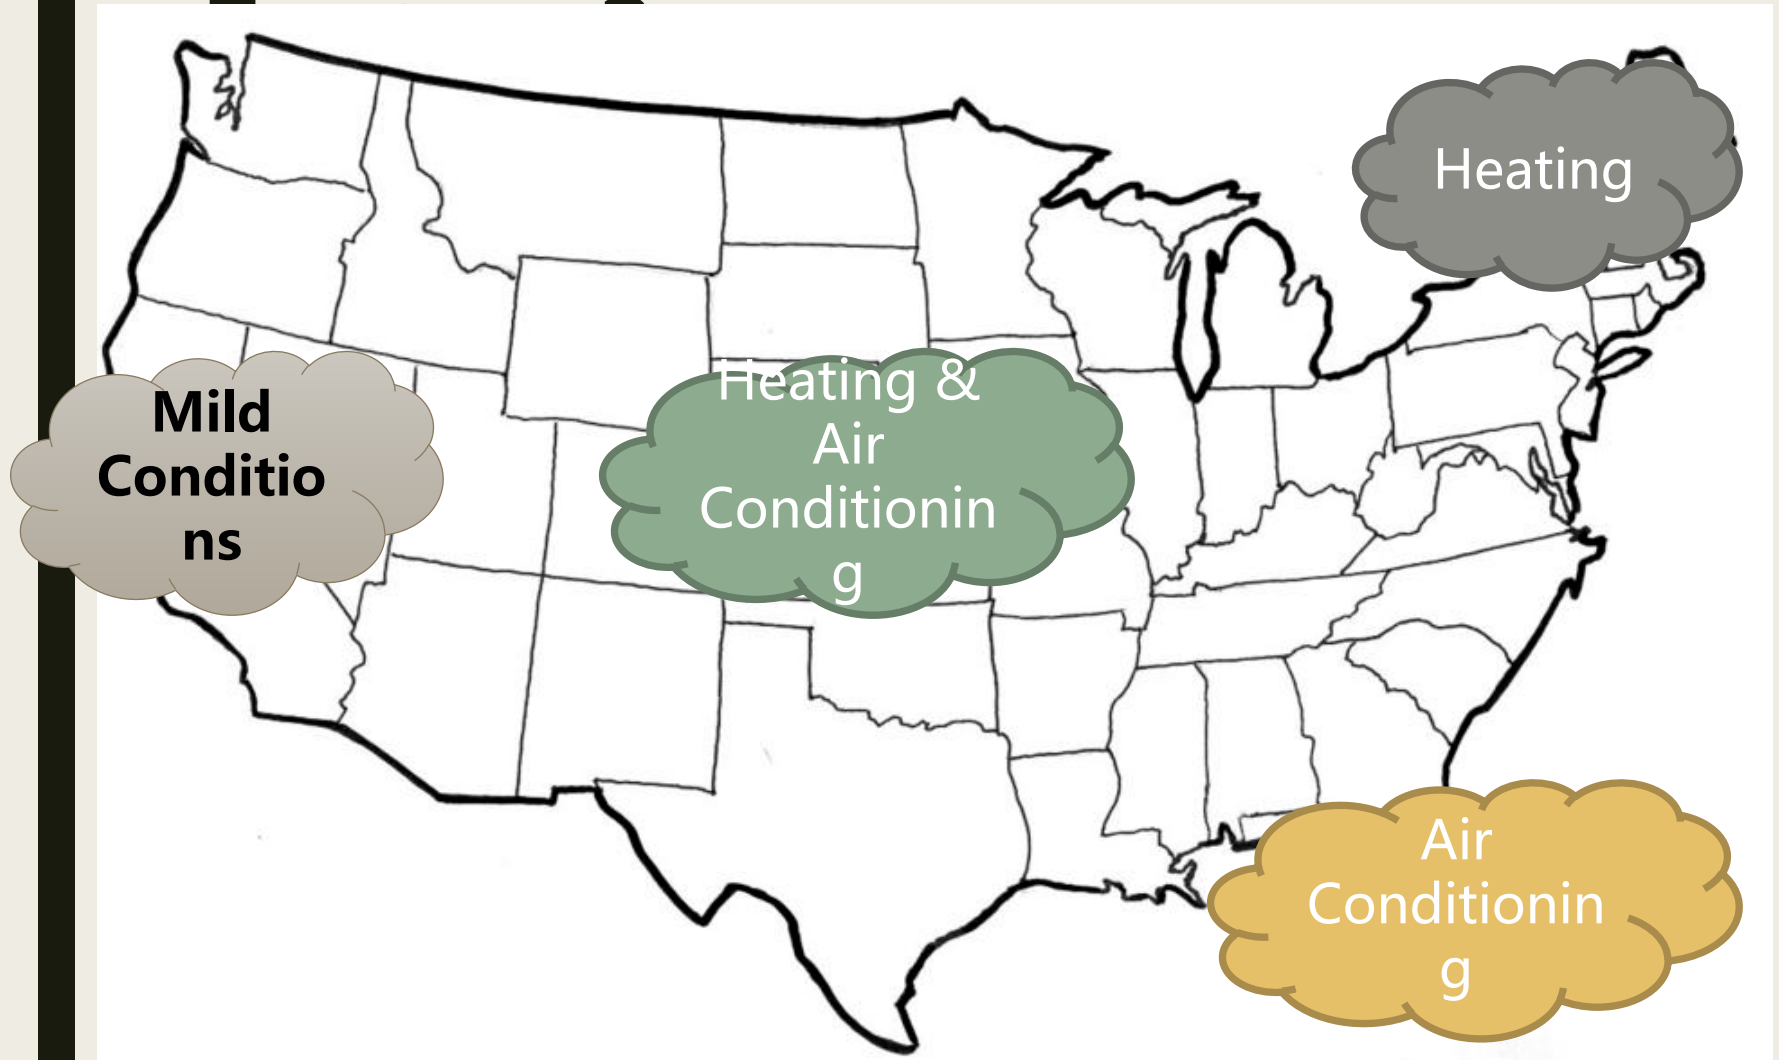 Heating
Mild
Conditio
ns
Heating &
Air
Conditionin
g
Air
Conditionin
g